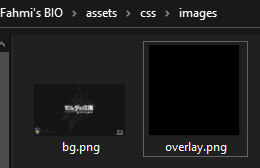 Fahmi's BIO > assets > css > images
bg.png
overlay.png